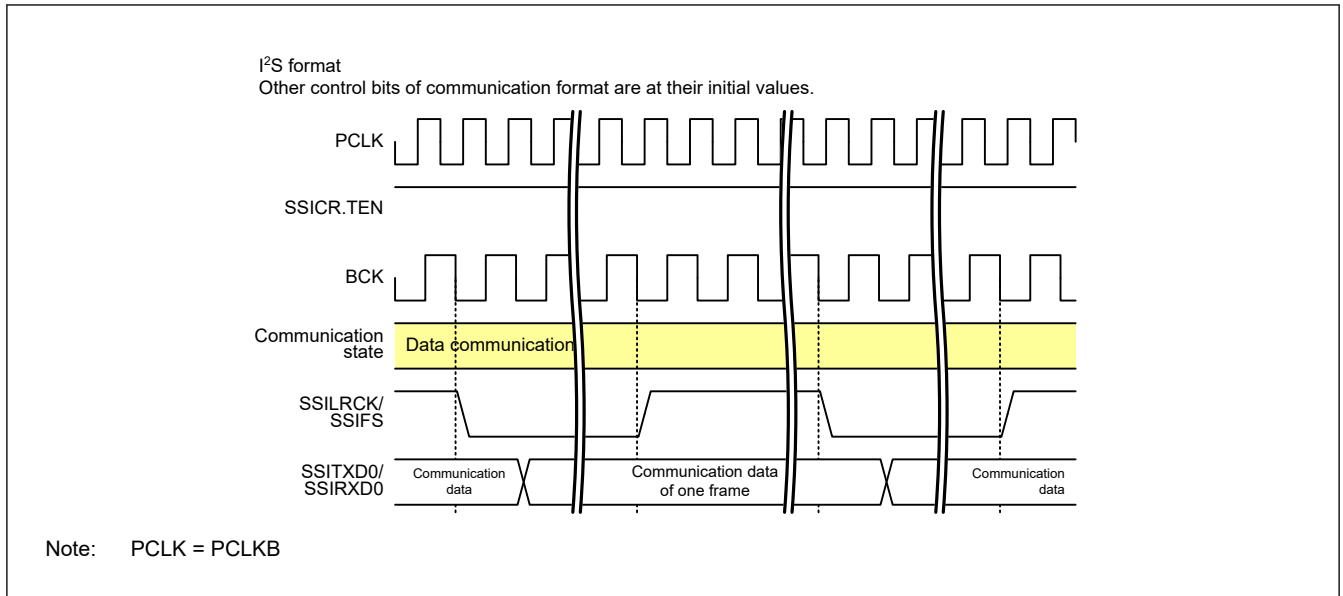 I²S format
Other control bits of communication format are at their initial values.
PCLK
SSICR.TEN
BCK
Communication
state
Data communication
SSILRCK/
SSIFS
SSITXD0/
SSIRXD0
Communication
data
Communication data
of one frame
Communication
data
Note: PCLK = PCLKB